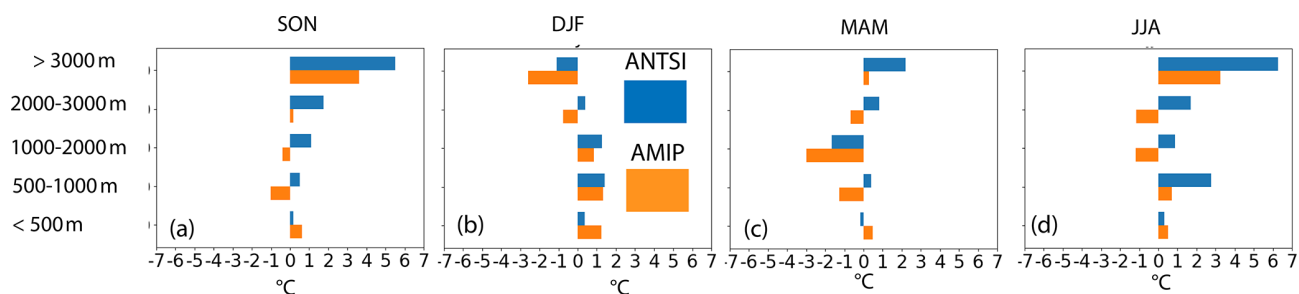 SON
DJF
MAM
JJA
> 3000 m
2000-3000 m
1000-2000 m
500-1000 m
< 500 m
ANTSI
AMIP
(a)
(b)
(c)
(d)
-7 -6 -5 -4 -3 -2 -1 0 1 2 3 4 5 6 7
-7 -6 -5 -4 -3 -2 -1 0 1 2 3 4 5 6 7
-7 -6 -5 -4 -3 -2 -1 0 1 2 3 4 5 6 7
-7 -6 -5 -4 -3 -2 -1 0 1 2 3 4 5 6 7
°C
°C
°C
°C